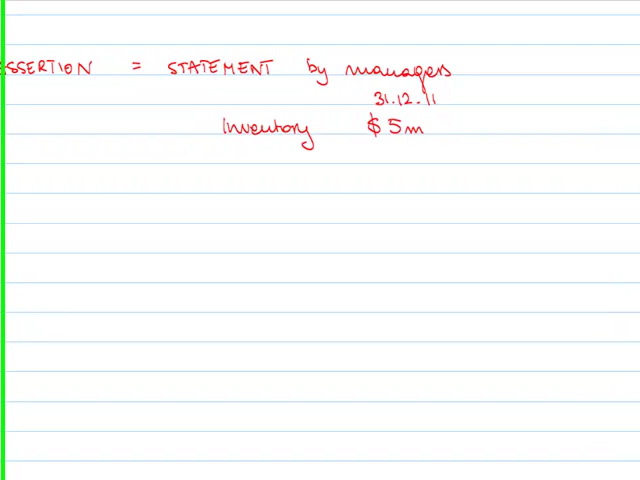 SSERTION = STATEMENT by managers
31.12.11
Inventory $5m